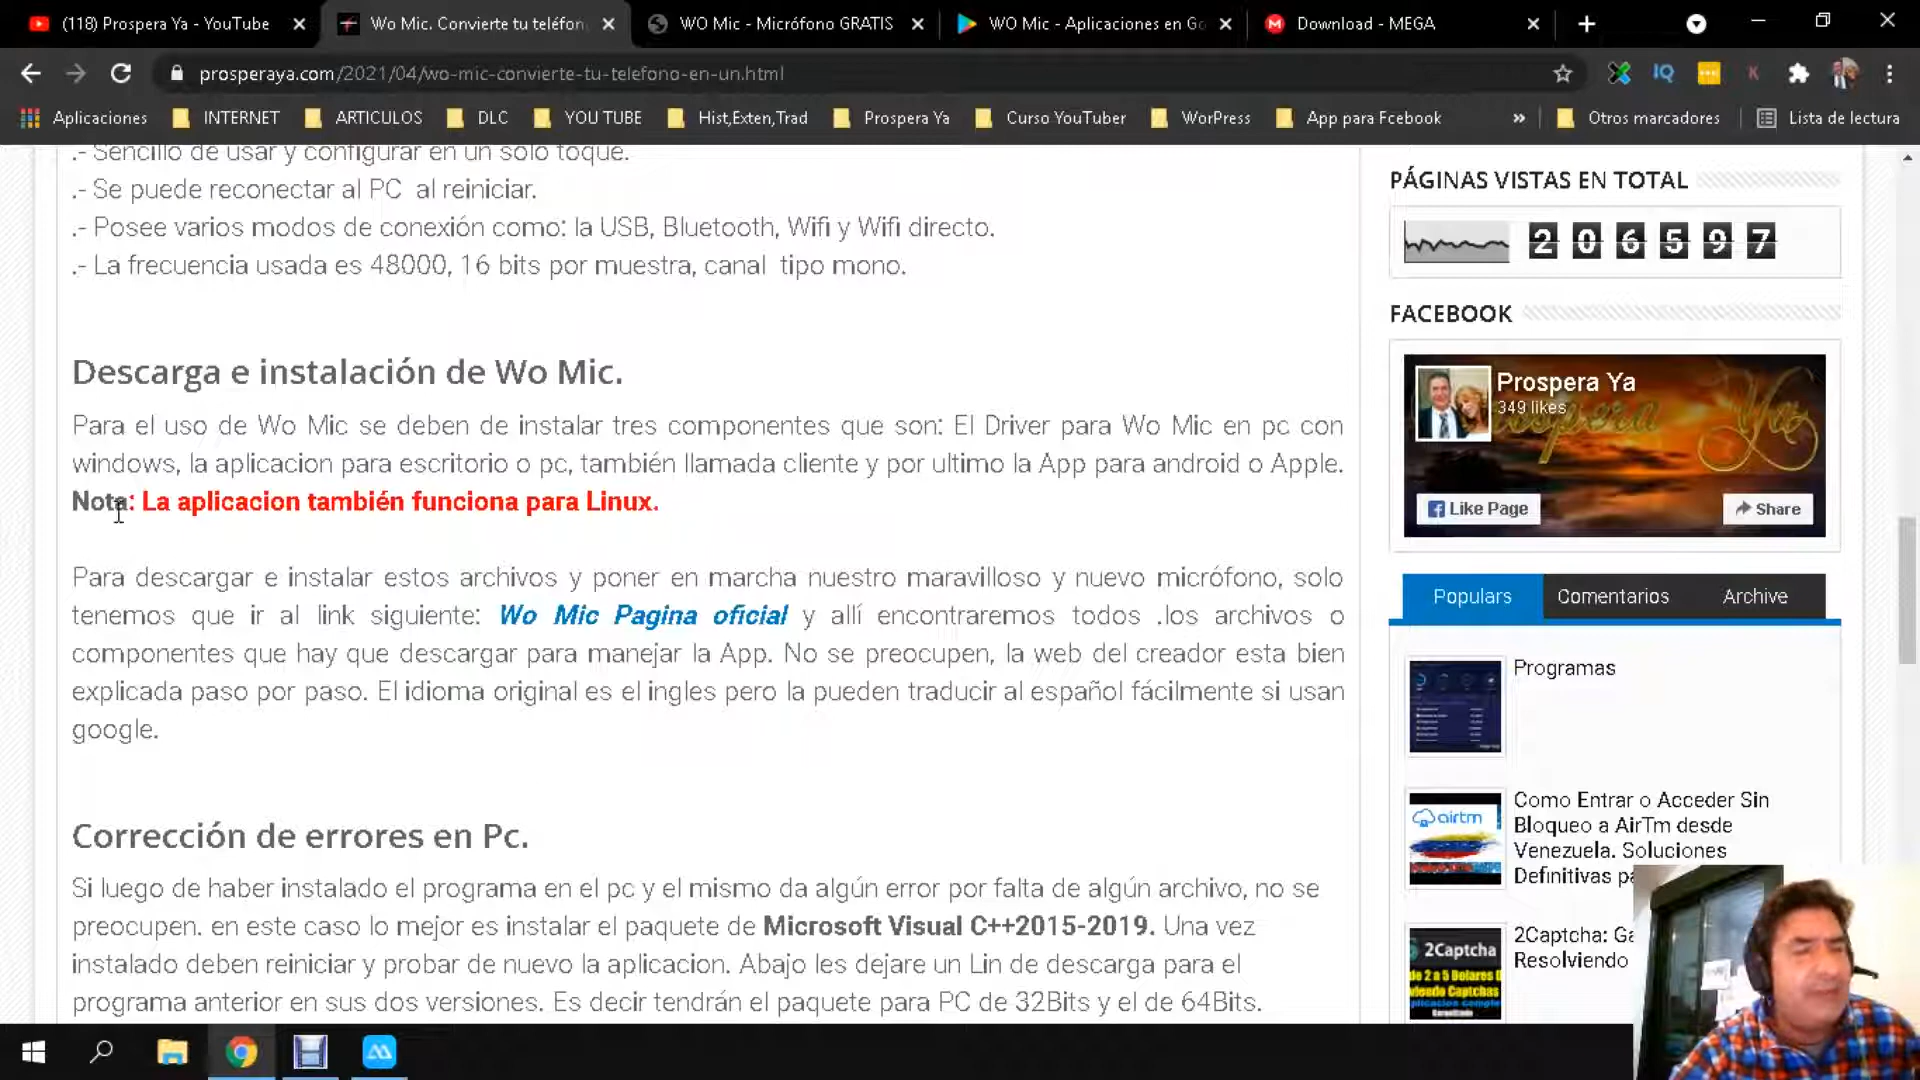 (118) Prospera Ya - YouTube
Wo Mic. Convierte tu teléfon
WO Mic - Micrófono GRATIS
WO Mic - Aplicaciones en Go
Download - MEGA
prosperaya.com/2021/04/wo-mic-convierte-tu-telefono-en-un.html
Aplicaciones
INTERNET
ARTICULOS
DLC
YOU TUBE
Hist,Exten,Trad
Prospera Ya
Curso YouTuber
WorPress
App para Fcebook
»
Otros marcadores
Lista de lectura
.- Sencillo de usar y configurar en un solo toque.
.- Se puede reconectar al PC al reiniciar.
.- Posee varios modos de conexión como: la USB, Bluetooth, Wifi y Wifi directo.
.- La frecuencia usada es 48000, 16 bits por muestra, canal tipo mono.
Descarga e instalación de Wo Mic.
Para el uso de Wo Mic se deben de instalar tres componentes que son: El Driver para Wo Mic en pc con
windows, la aplicacion para escritorio o pc, también llamada cliente y por ultimo la App para android o Apple.
Nota: La aplicacion también funciona para Linux.
Para descargar e instalar estos archivos y poner en marcha nuestro maravilloso y nuevo micrófono, solo
tenemos que ir al link siguiente: Wo Mic Pagina oficial y allí encontraremos todos .los archivos o
componentes que hay que descargar para manejar la App. No se preocupen, la web del creador esta bien
explicada paso por paso. El idioma original es el ingles pero la pueden traducir al español fácilmente si usan
google.
Corrección de errores en Pc.
Si luego de haber instalado el programa en el pc y el mismo da algún error por falta de algún archivo, no se
preocupen. en este caso lo mejor es instalar el paquete de Microsoft Visual C++2015-2019. Una vez
instalado deben reiniciar y probar de nuevo la aplicacion. Abajo les dejare un Lin de descarga para el
programa anterior en sus dos versiones. Es decir tendrán el paquete para PC de 32Bits y el de 64Bits.
PÁGINAS VISTAS EN TOTAL
2 0 6 5 9 7
FACEBOOK
Prospera Ya
349 likes
Like Page
Share
Populars
Comentarios
Archive
Programas
airtm
Como Entrar o Acceder Sin
Bloqueo a AirTm desde
Venezuela. Soluciones
Definitivas pa
2Captcha
2Captcha: Ga
Resolviendo